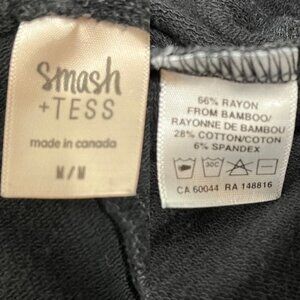 smash
+TESS
made in canada
M/M
66% RAYON
FROM BAMBOO/
RAYONNE DE BAMBOU
28% COTTON/COTON
6% SPANDEX
30C
CA 60044 RA 148816